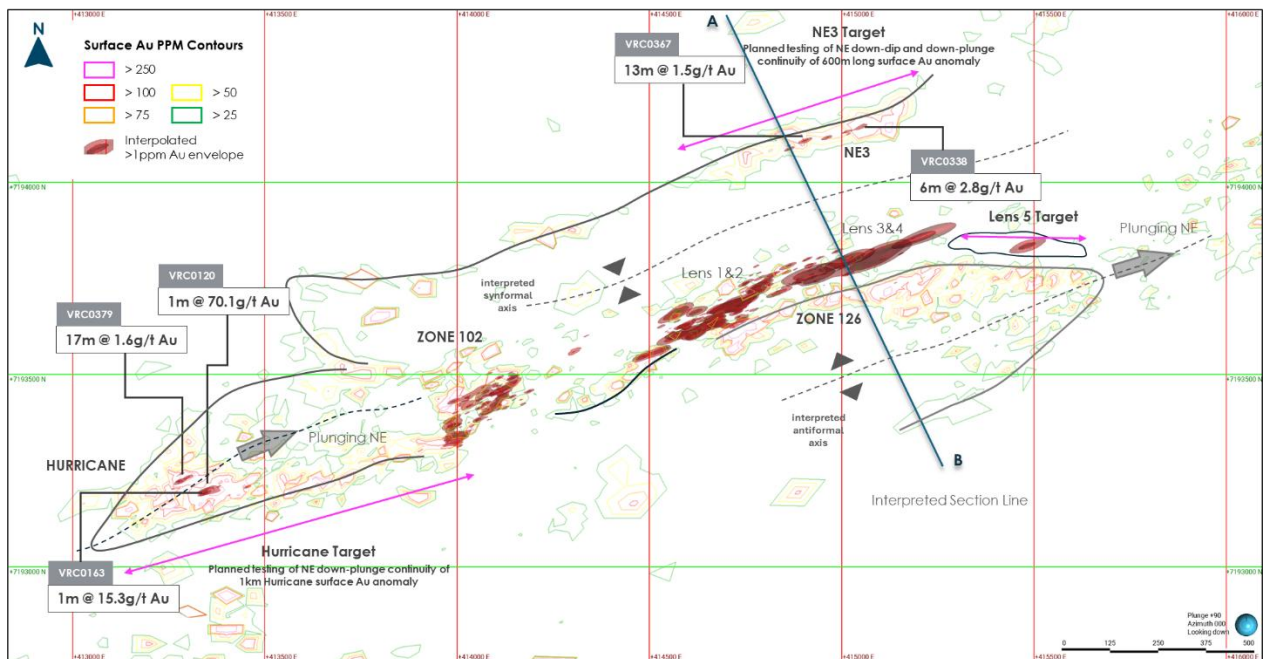 +413000 E
+413500 E
+414000 E
+414500 E
+415000 E
+415500 E
+416000 E
N
Surface Au PPM Contours
> 250
> 100
> 50
> 75
> 25
Interpolated
>1ppm Au envelope
A
VRC0367
13m @ 1.5g/t Au
NE3 Target
Planned testing of NE down-dip and down-plunge
continuity of 600m long surface Au anomaly
NE3
VRC0338
6m @ 2.8g/t Au
+7194000 N
+7194000 N
Lens 5 Target
Plunging NE
Lens 3&4
Lens 1&2
interpreted
synformal
axis
VRC0120
1m @ 70.1g/t Au
VRC0379
17m @ 1.6g/t Au
ZONE 102
ZONE 126
+7193500 N
+7193500 N
interpreted
antiformal
axis
Plunging NE
HURRICANE
B
Interpreted Section Line
Hurricane Target
Planned testing of NE down-plunge continuity of
1km Hurricane surface Au anomaly
+7193000 N
+7193000 N
VRC0163
1m @ 15.3g/t Au
Plunge +90
Azimuth 000
Looking down
0 125 250 375 500